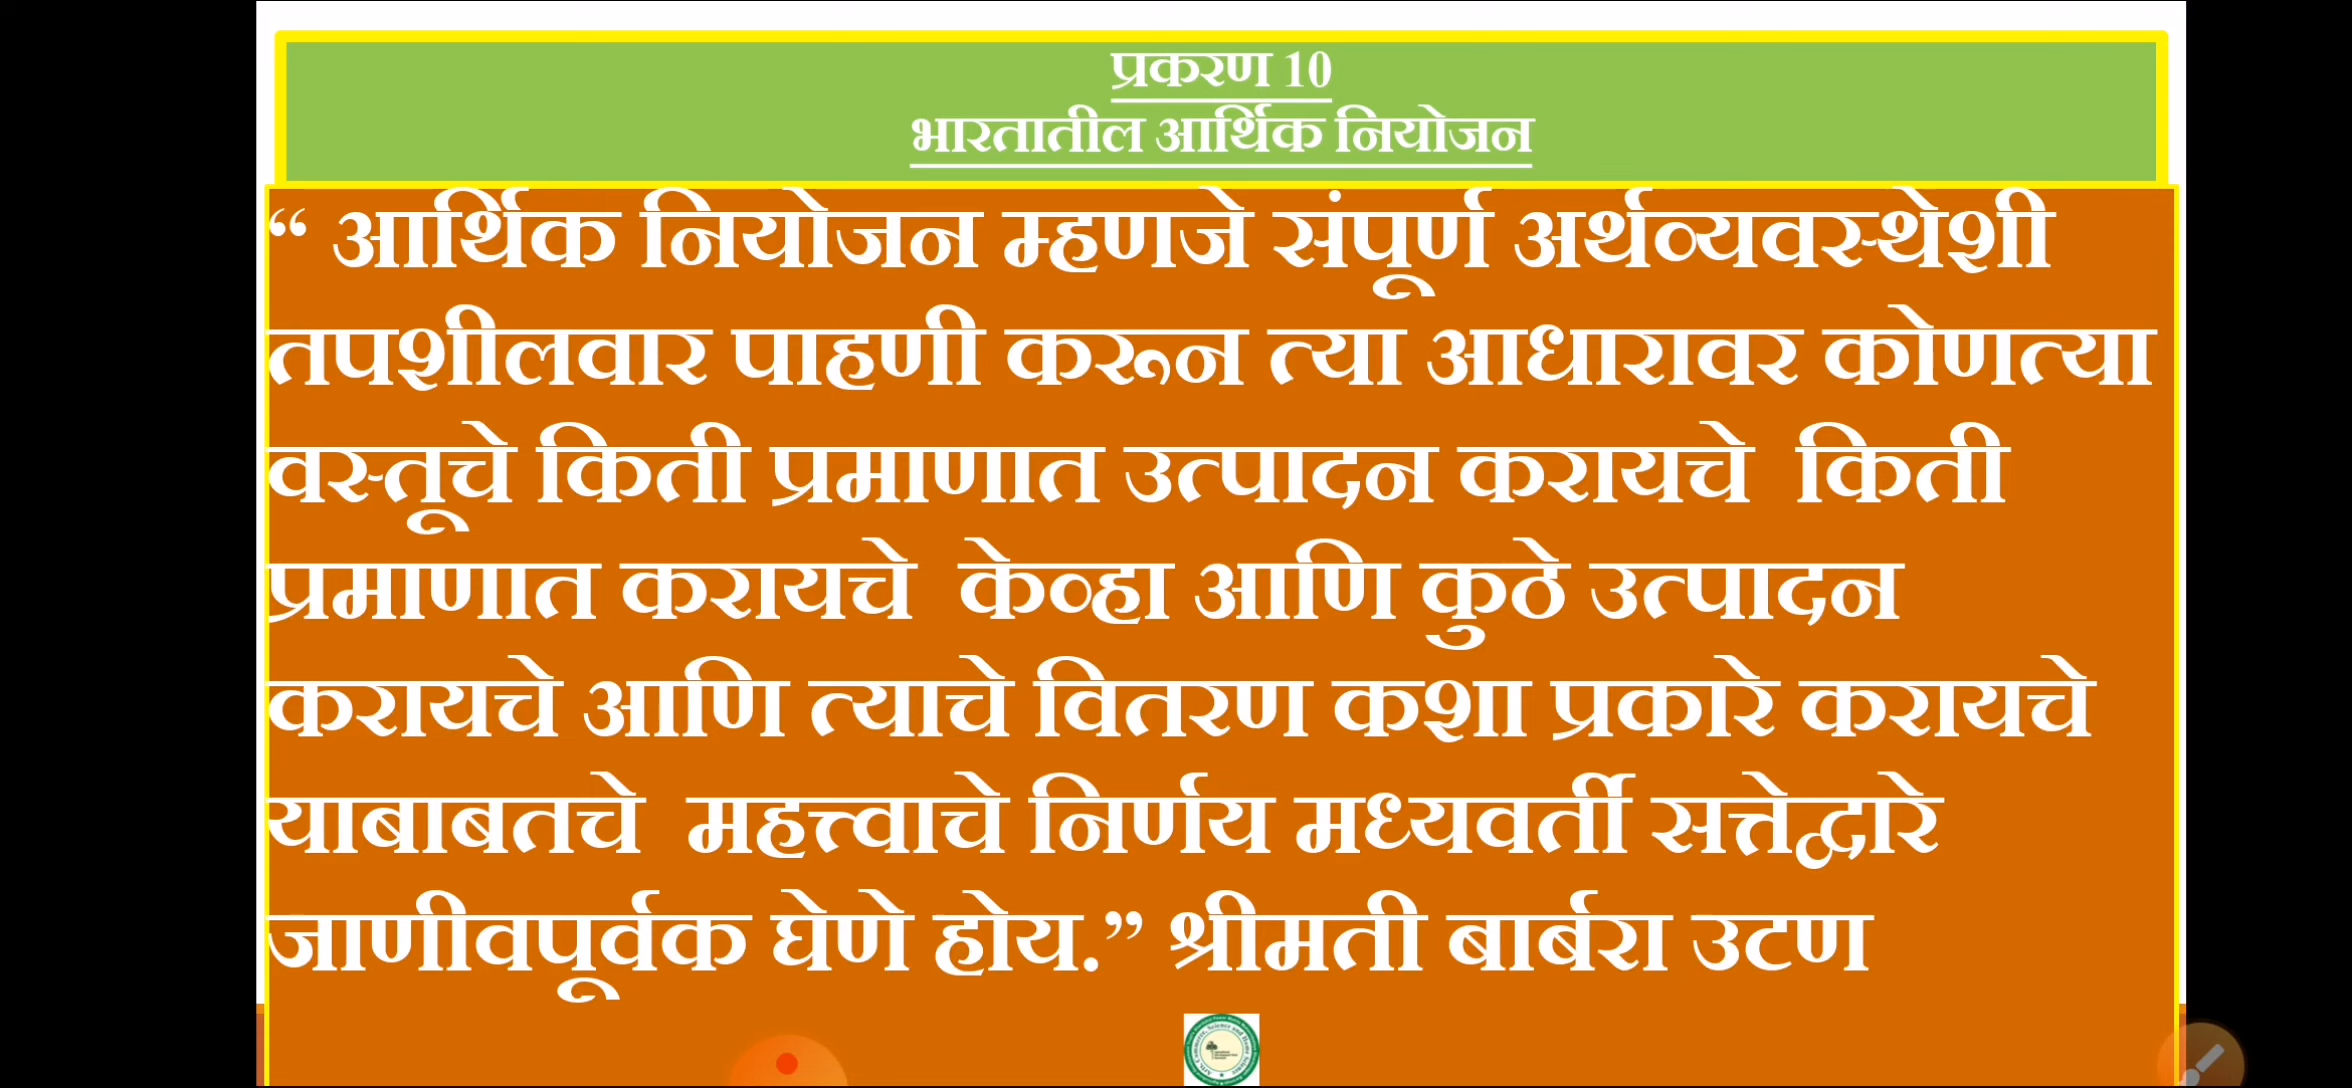 प्रकरण 10
भारतातील आर्थिक नियोजन
“ आर्थिक नियोजन म्हणजे संपूर्ण अर्थव्यवस्थेशी
तपशीलवार पाहणी करून त्या आधारावर कोणत्या
वस्तूचे किती प्रमाणात उत्पादन करायचे किती
प्रमाणात करायचे केव्हा आणि कुठे उत्पादन
करायचे आणि त्याचे वितरण कशा प्रकारे करायचे
याबाबतचे महत्त्वाचे निर्णय मध्यवर्ती सत्तेद्वारे
जाणीवपूर्वक घेणे होय.” श्रीमती बार्बरा उटण